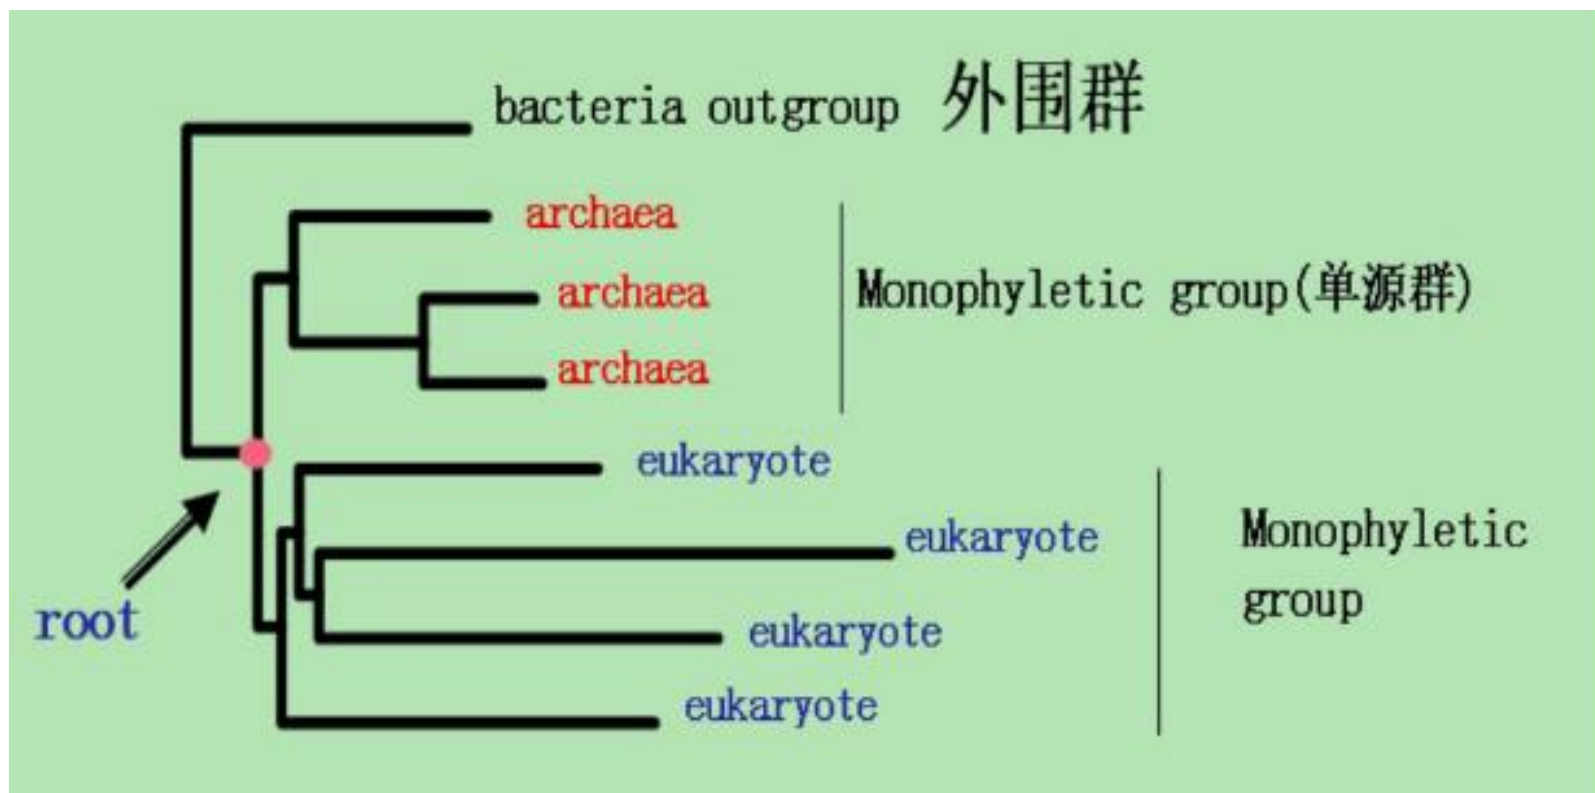 bacteria outgroup 外围群
archaea
archaea
Monophyletic group(单源群)
archaea
eukaryote
eukaryote
Monophyletic
group
root
eukaryote
eukaryote